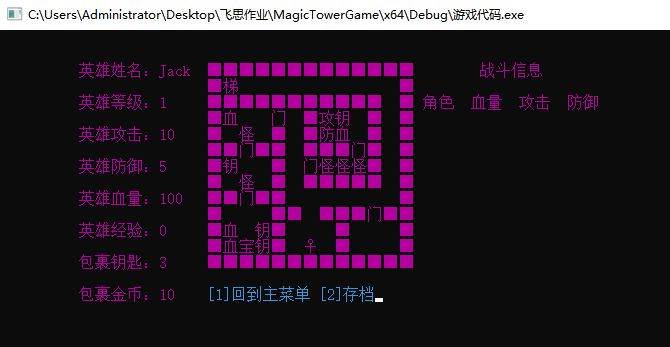 C:\Users\Administrator\Desktop\飞思作业\MagicTowerGame\x64\Debug\游戏代码.exe
英雄姓名：Jack ■■■■■■■■■■■■■ 战斗信息
■梯 ■
英雄等级：1 ■■■■■■■■■■■ ■ 角色 血量 攻击 防御
■血 门 ■攻钥 ■ ■
英雄攻击：10 ■ 怪 ■ ■防血 ■ ■
■■门■■ ■■■门■ ■
英雄防御：5 ■钥 ■ 门怪怪怪■ ■
■ 怪 ■ ■■■■■ ■
英雄血量：100 ■■门■■ ■
■ ■■ ■■■门■■
英雄经验：0 ■血 钥■ ■ ■
■血宝钥■ ♀ ■ ■
包裹钥匙：3 ■■■■■■■■■■■■■
包裹金币：10 [1]回到主菜单 [2]存档